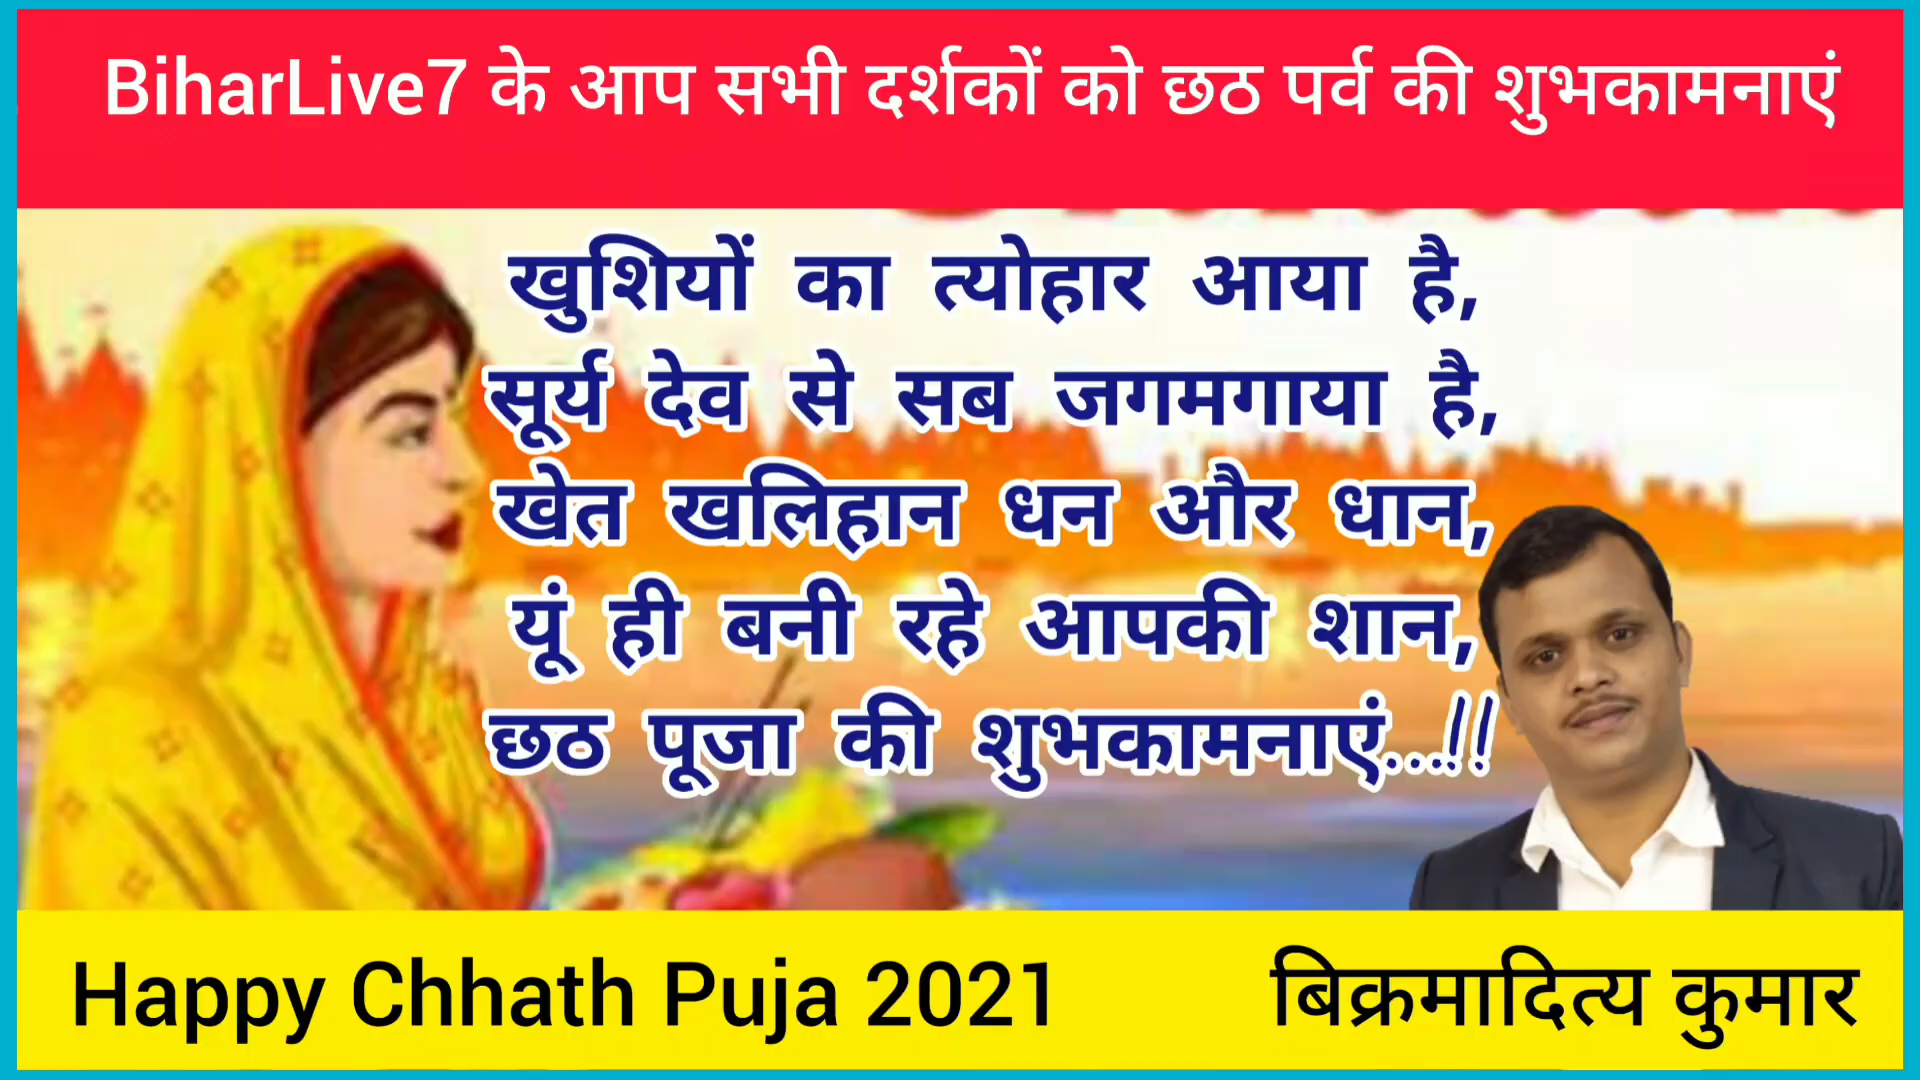 BiharLive7 के आप सभी दर्शकों को छठ पर्व की शुभकामनाएं
खुशियों का त्योहार आया है,
सूर्य देव से सब जगमगाया है,
खेत खलिहान धन और धान,
यूं ही बनी रहे आपकी शान,
छठ पूजा की शुभकामनाएं...!!
Happy Chhath Puja 2021 बिक्रमादित्य कुमार